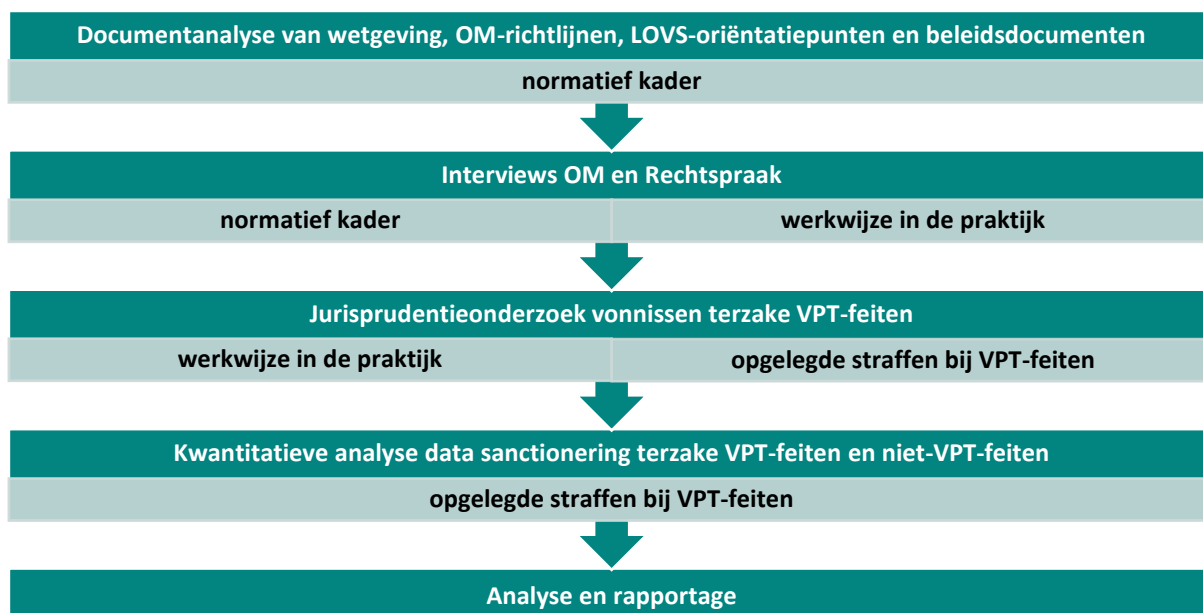 Documentanalyse van wetgeving, OM-richtlijnen, LOVS-oriëntatiepunten en beleidsdocumenten
normatief kader
Interviews OM en Rechtspraak
normatief kader
werkwijze in de praktijk
Jurisprudentieonderzoek vonnissen terzake VPT-feiten
werkwijze in de praktijk
opgelegde straffen bij VPT-feiten
Kwantitatieve analyse data sanctionering terzake VPT-feiten en niet-VPT-feiten
opgelegde straffen bij VPT-feiten
Analyse en rapportage